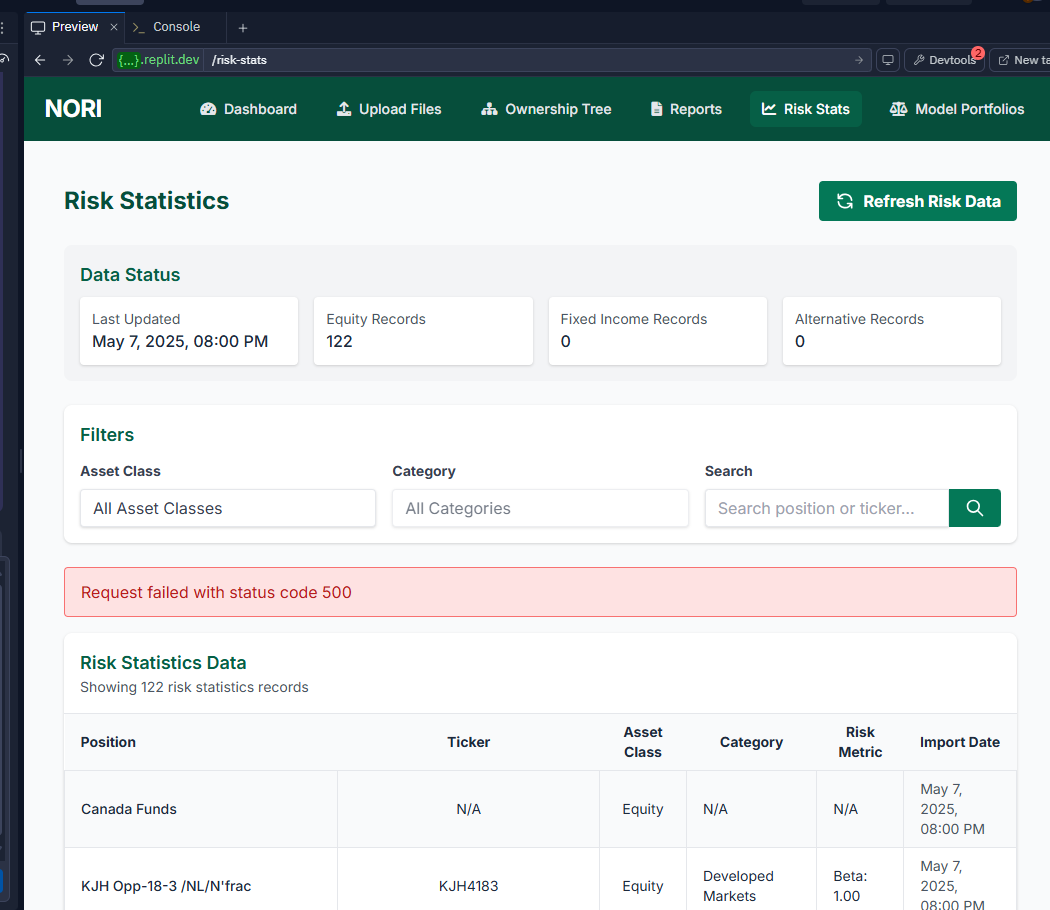 Preview
Console
{...}.replit.dev /risk-stats
Devtools 2
New ta
NORI
Dashboard
Upload Files
Ownership Tree
Reports
Risk Stats
Model Portfolios
Risk Statistics
Refresh Risk Data
Data Status
Last Updated
May 7, 2025, 08:00 PM
Equity Records
122
Fixed Income Records
0
Alternative Records
0
Filters
Asset Class
All Asset Classes
Category
All Categories
Search
Search position or ticker...
Request failed with status code 500
Risk Statistics Data
Showing 122 risk statistics records
Position
Ticker
Asset
Class
Category
Risk
Metric
Import Date
Canada Funds
N/A
Equity
N/A
N/A
May 7,
2025,
08:00 PM
KJH Opp-18-3 /NL/N'frac
KJH4183
Equity
Developed
Markets
Beta:
1.00
May 7,
2025,
08:00 PM